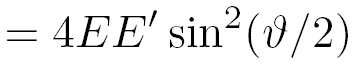 = 4EE′ sin²(ϑ/2)